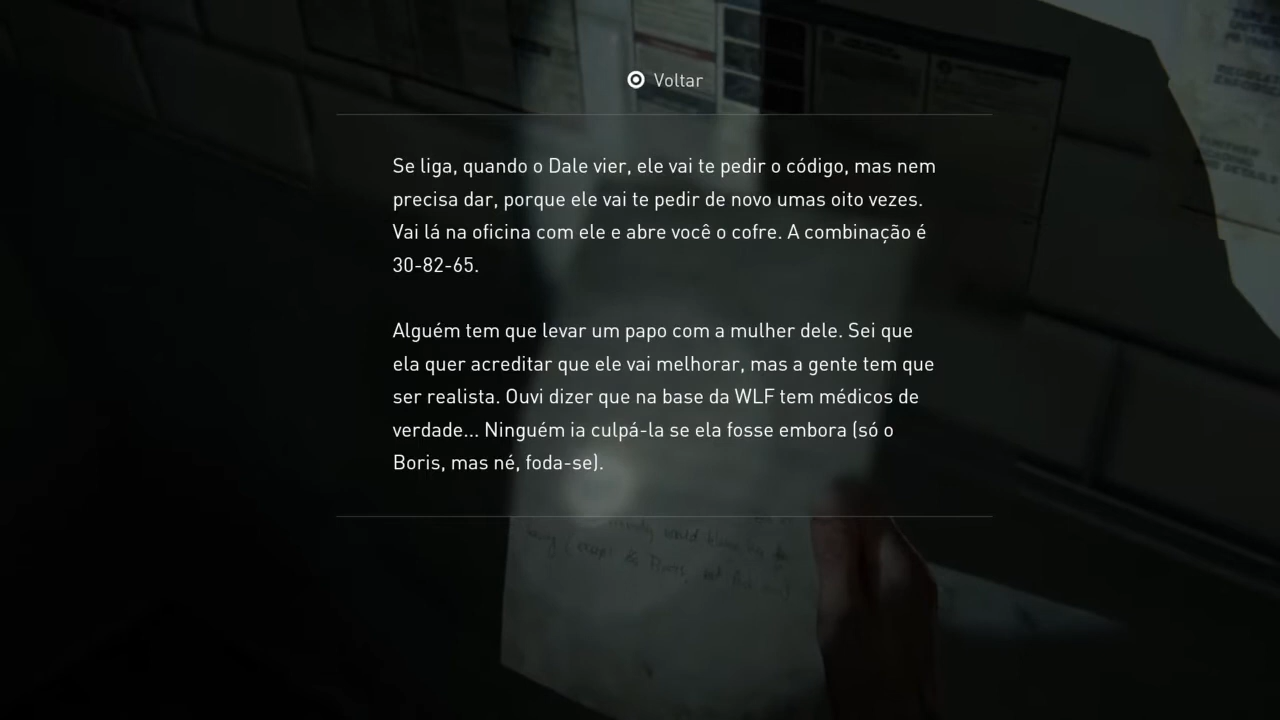 Voltar
Se liga, quando o Dale vier, ele vai te pedir o código, mas nem
precisa dar, porque ele vai te pedir de novo umas oito vezes.
Vai lá na oficina com ele e abre você o cofre. A combinação é
30-82-65.
Alguém tem que levar um papo com a mulher dele. Sei que
ela quer acreditar que ele vai melhorar, mas a gente tem que
ser realista. Ouvi dizer que na base da WLF tem médicos de
verdade... Ninguém ia culpá-la se ela fosse embora (só o
Boris, mas né, foda-se).